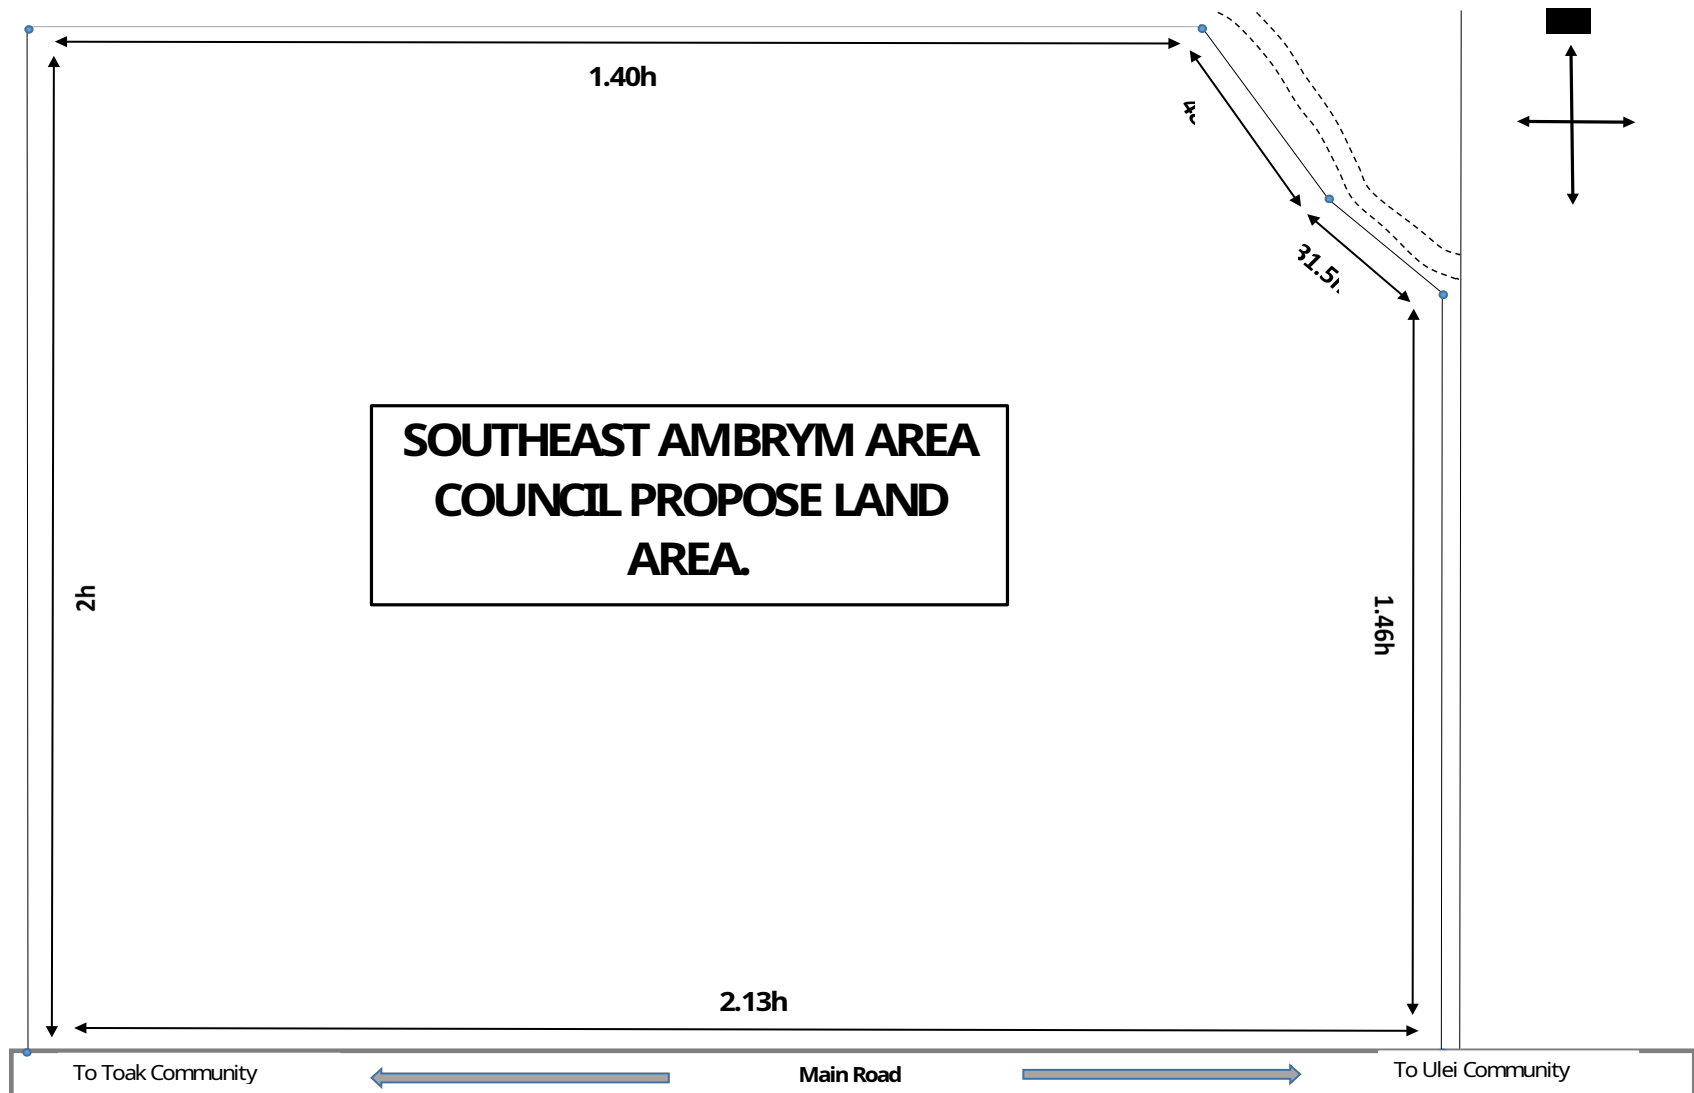 1.40h
31.5h
SOUTHEAST AMBRYM AREA
COUNCIL PROPOSE LAND
AREA.
2h
1.46h
2.13h
To Toak Community
Main Road
To Ulei Community